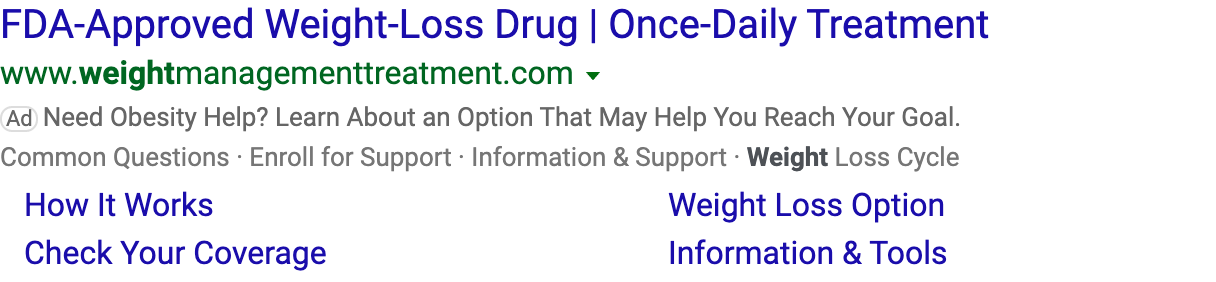 FDA-Approved Weight-Loss Drug | Once-Daily Treatment
www.weightmanagementtreatment.com
Ad Need Obesity Help? Learn About an Option That May Help You Reach Your Goal.
Common Questions · Enroll for Support · Information & Support · Weight Loss Cycle
How It Works Weight Loss Option
Check Your Coverage Information & Tools